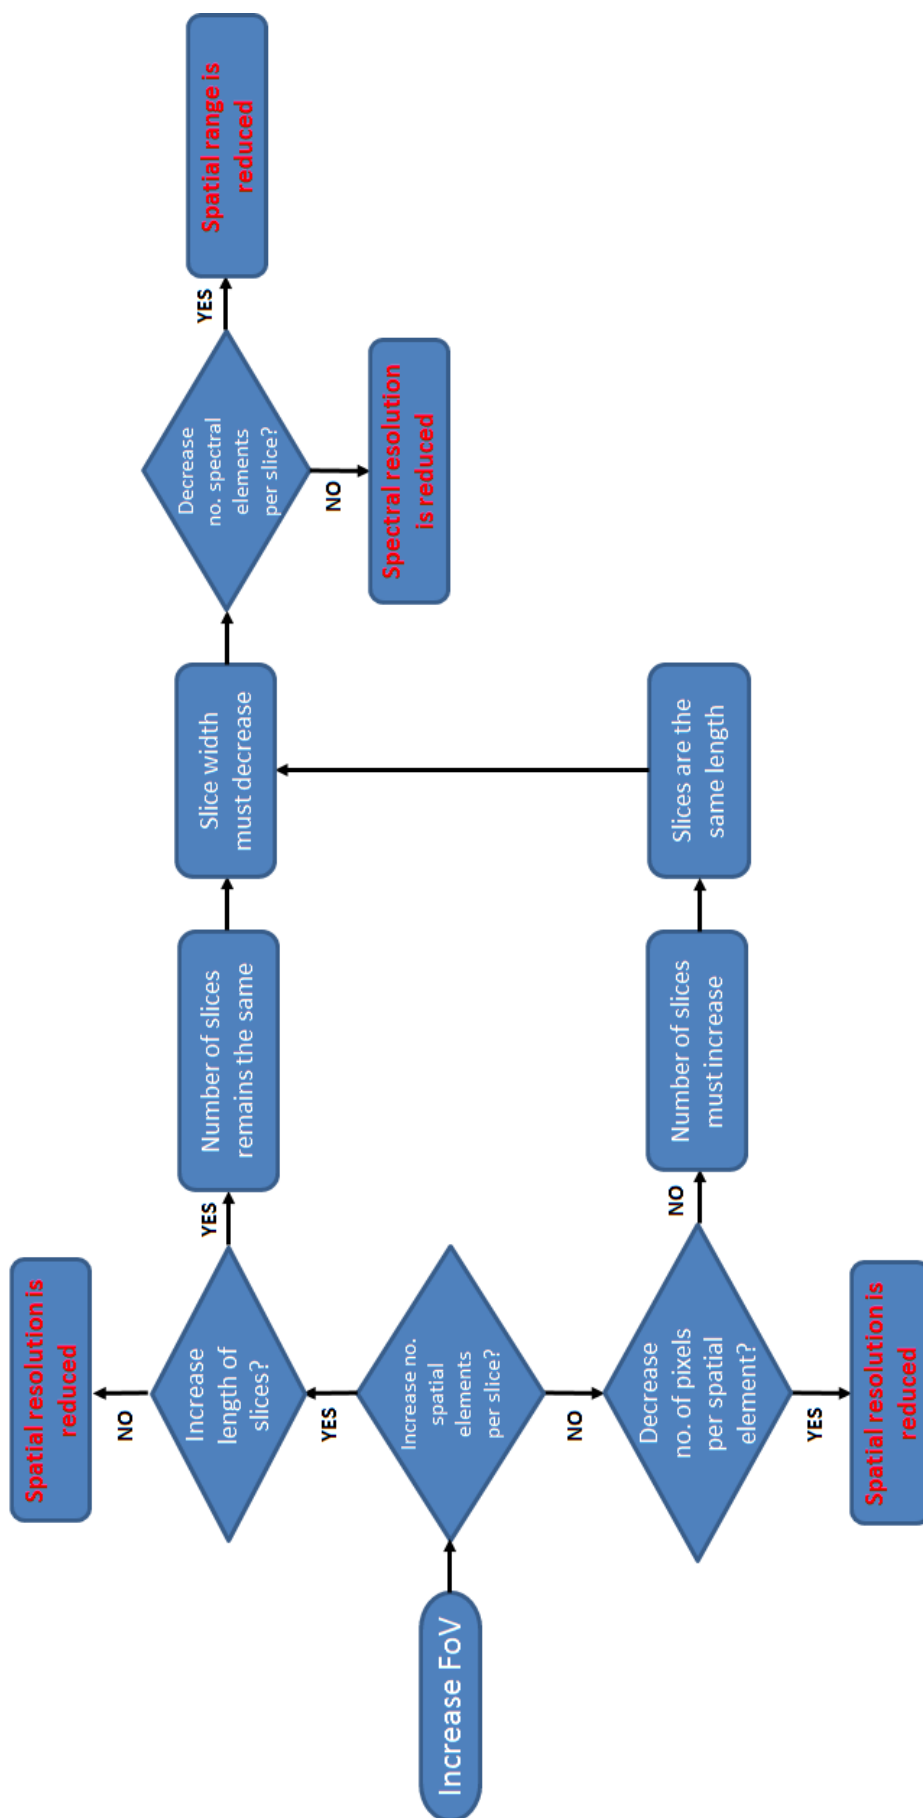 Increase FoV
Increase no.
spatial
elements
per slice?
YES
NO
Increase
length of
slices?
NO
YES
Spatial resolution is
reduced
Decrease
no. of pixels
per spatial
element?
YES
NO
Spatial resolution is
reduced
Number of slices
remains the same
Number of slices
must increase
Slice width
must decrease
Slices are the
same length
Decrease
no. spectral
elements
per slice?
NO
YES
Spectral resolution
is reduced
Spatial range is
reduced